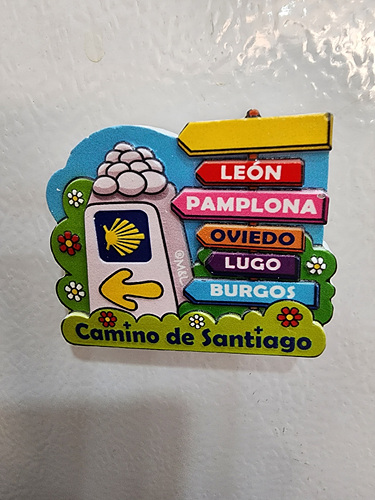 LEÓN
PAMPLONA
OVIEDO
LUGO
BURGOS
Camino de Santiago